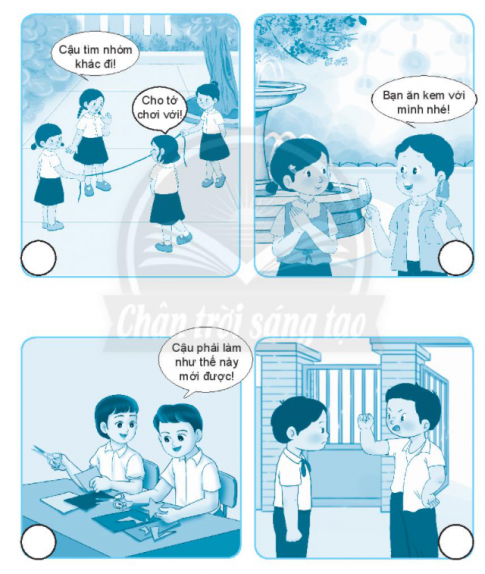 Cậu tìm nhóm
khác đi!
Cho tớ
chơi với!
Bạn ăn kem với
mình nhé!
Chân trời sáng tạo
Cậu phải làm
như thế này
mới được!